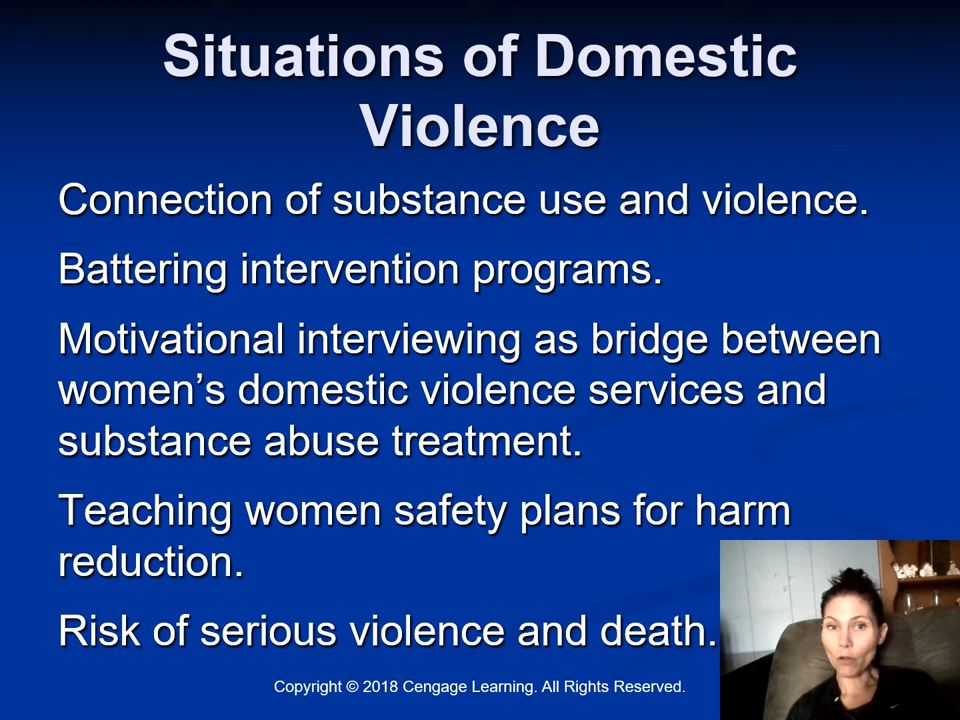 Situations of Domestic
Violence
Connection of substance use and violence.
Battering intervention programs.
Motivational interviewing as bridge between
women’s domestic violence services and
substance abuse treatment.
Teaching women safety plans for harm
reduction.
Risk of serious violence and death.
Copyright © 2018 Cengage Learning. All Rights Reserved.